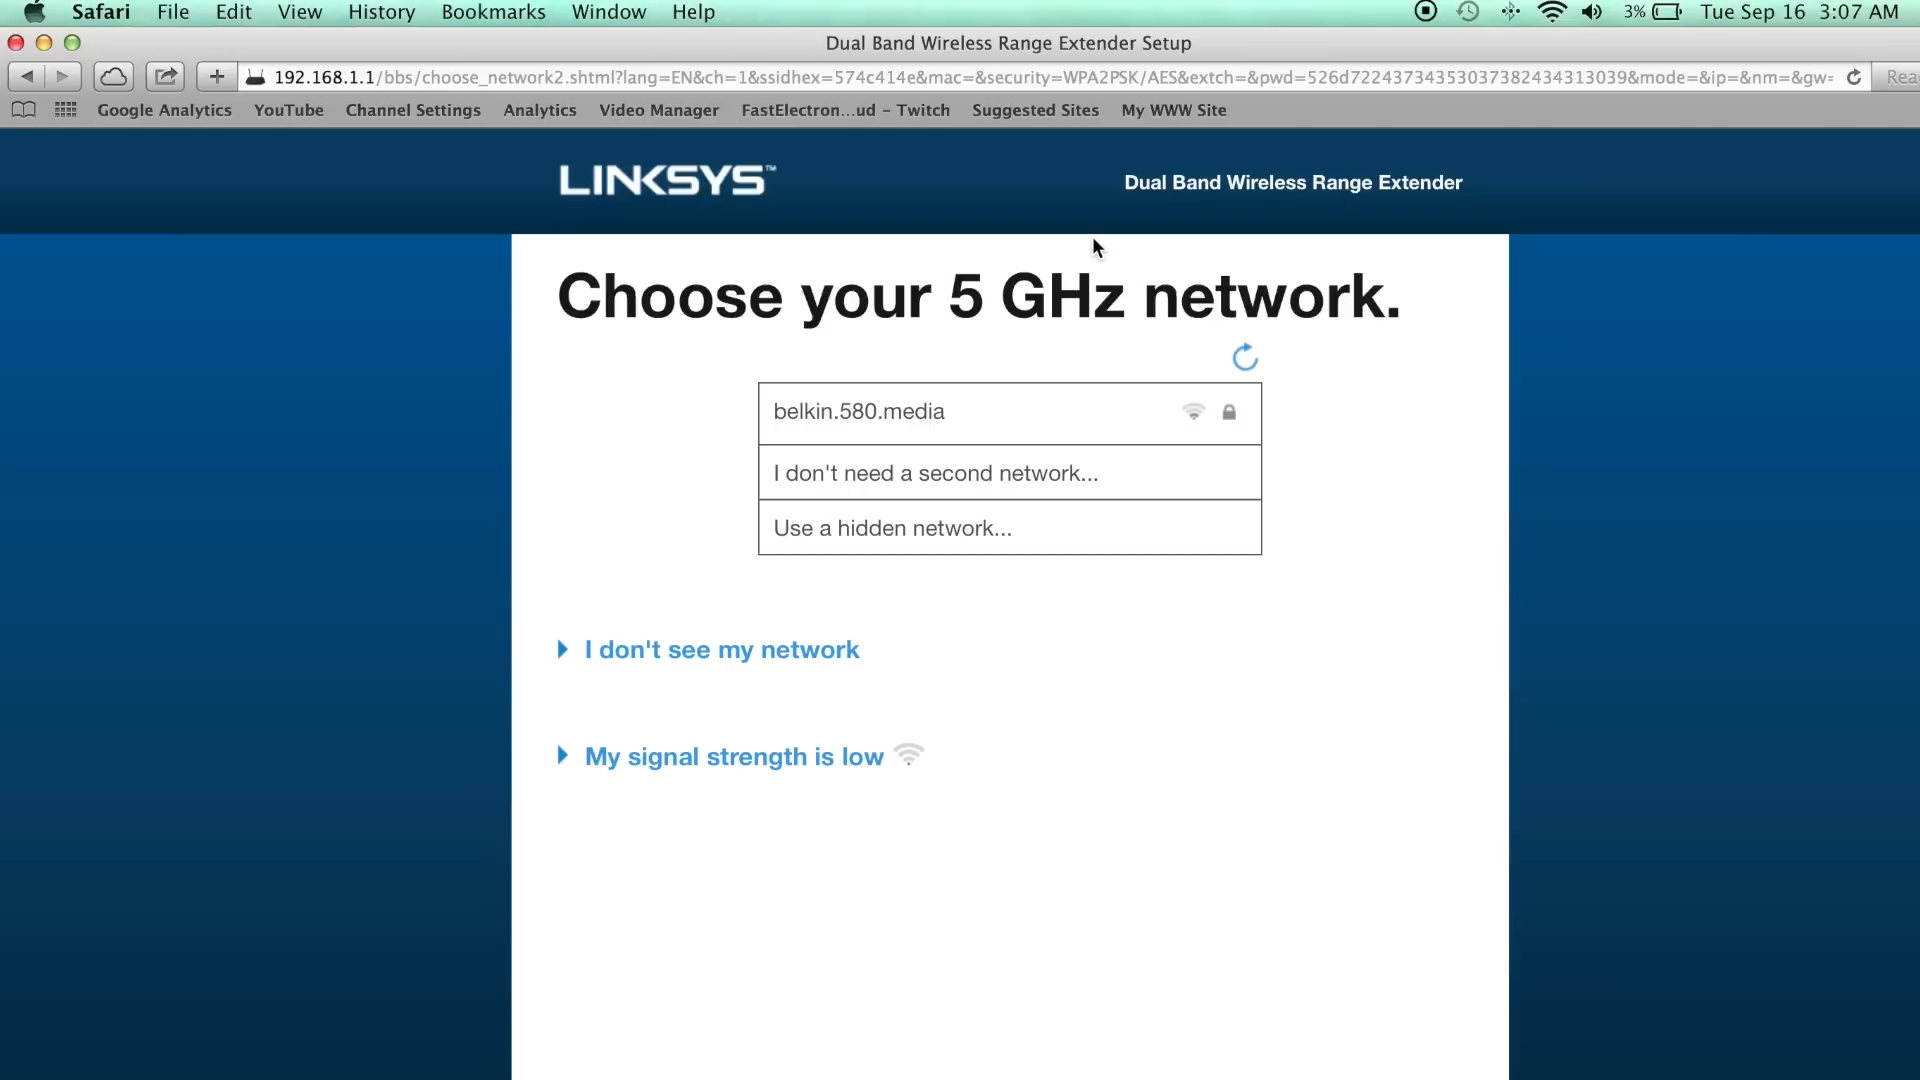 Safari File Edit View History Bookmarks Window Help 3% Tue Sep 16 3:07 AM
Dual Band Wireless Range Extender Setup
192.168.1.1/bbs/choose_network2.shtml?lang=EN&ch=1&ssidhex=574c414e&mac=&security=WPA2PSK/AES&extch=&pwd=526d7224373435303738243431303​9&mode=&ip=&nm=&gw=
Google Analytics YouTube Channel Settings Analytics Video Manager FastElectron...ud - Twitch Suggested Sites My WWW Site
LINKSYS™ Dual Band Wireless Range Extender
Choose your 5 GHz network.
belkin.580.media
I don't need a second network...
Use a hidden network...
I don't see my network
My signal strength is low